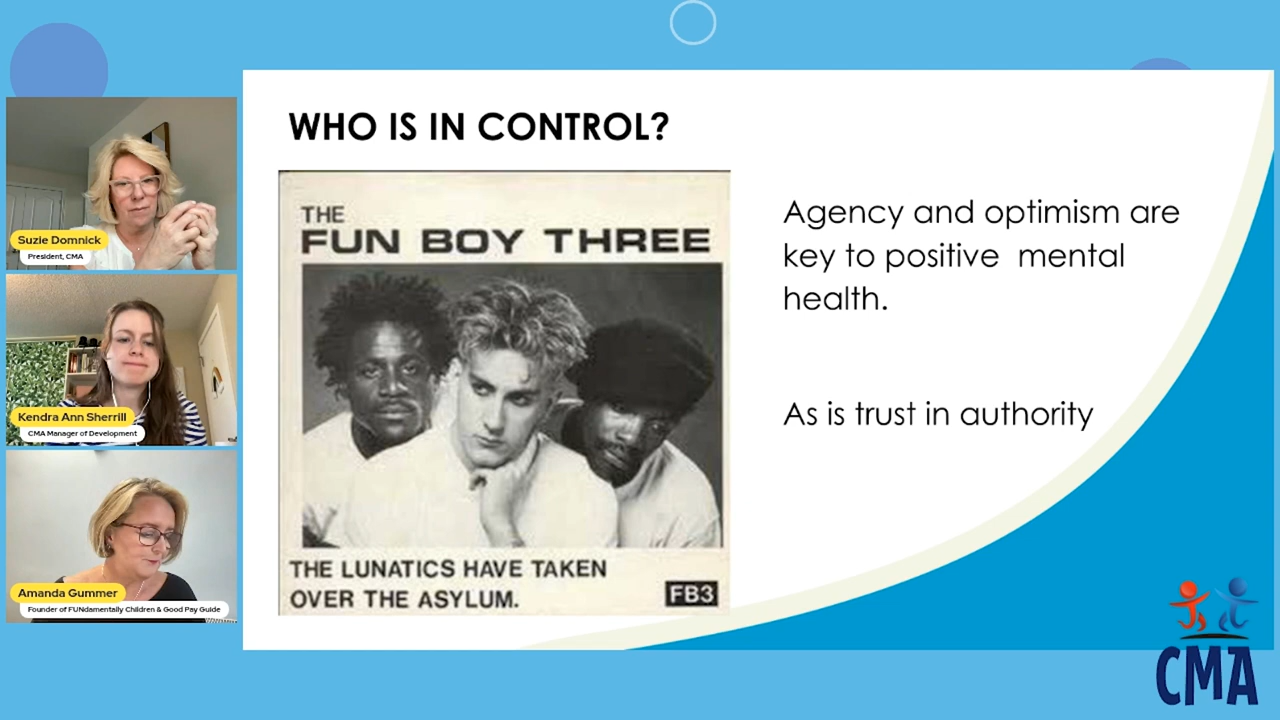 Suzie Domnick
President, CMA
Kendra Ann Sherrill
CMA Manager of Development
Amanda Gummer
Founder of FUNdamentally Children & Good Pay Guide
WHO IS IN CONTROL?
THE
FUN BOY THREE
THE LUNATICS HAVE TAKEN
OVER THE ASYLUM.
FB3
Agency and optimism are
key to positive mental
health.
As is trust in authority
CMA